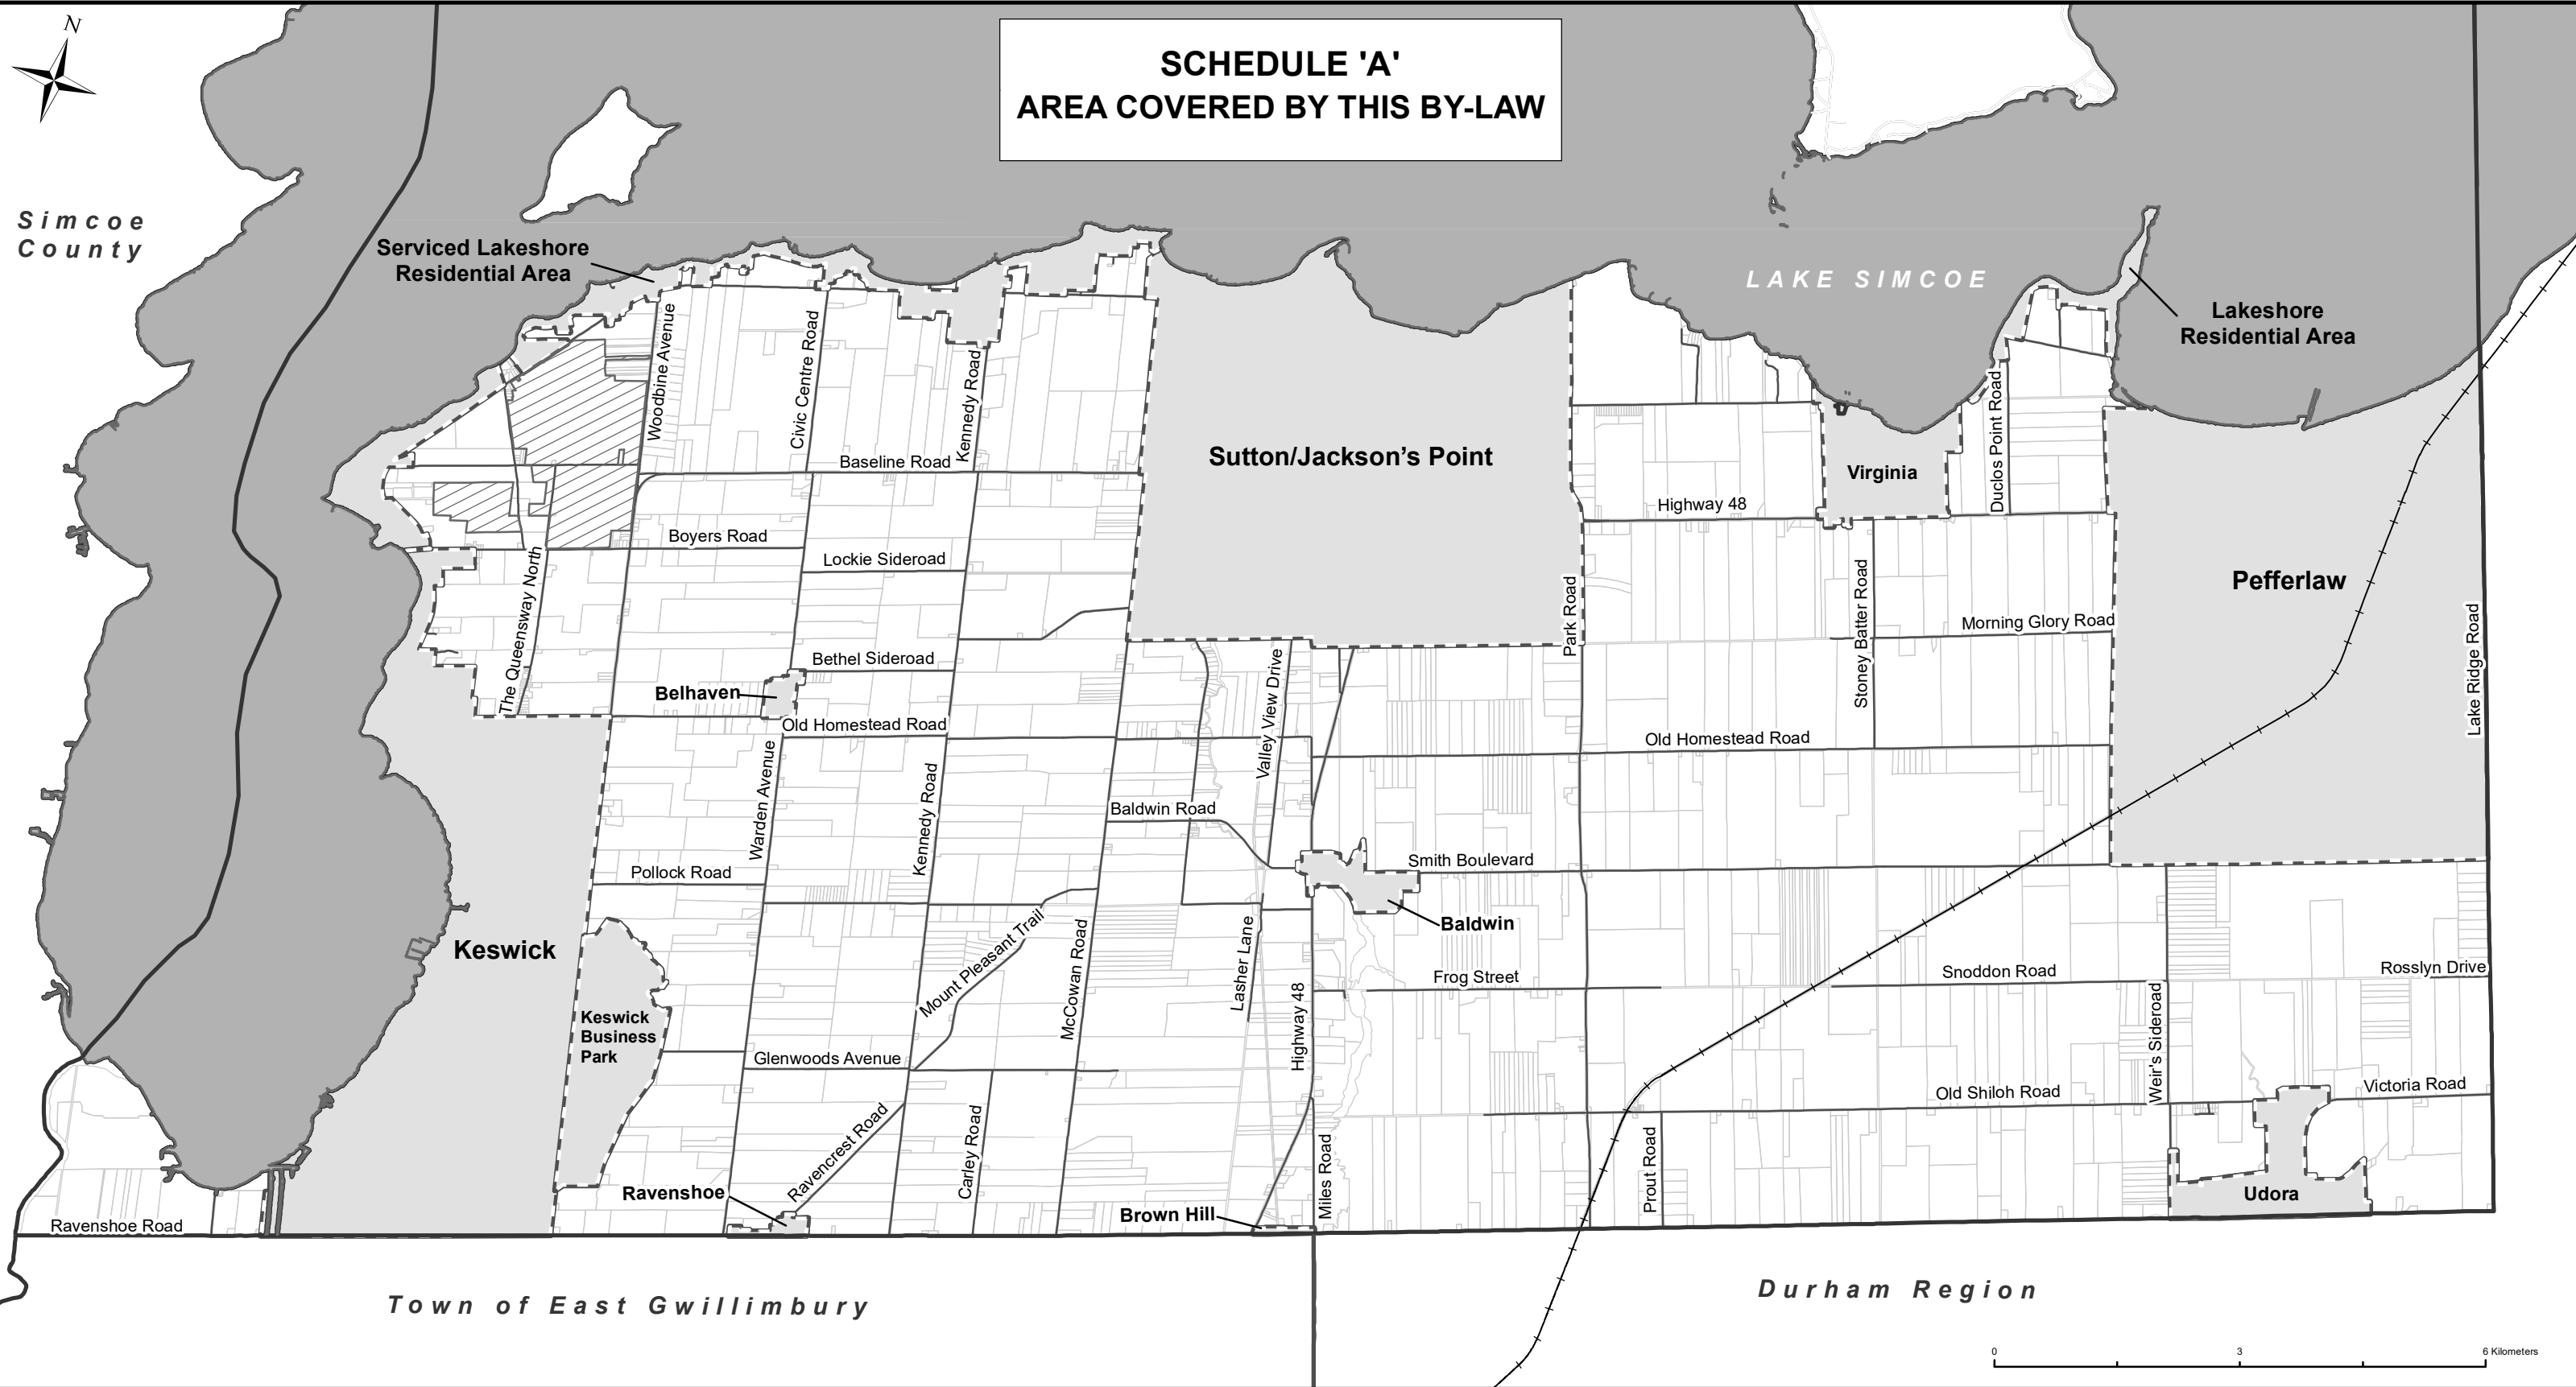 N
SCHEDULE 'A'
AREA COVERED BY THIS BY-LAW
Simcoe
County
Serviced Lakeshore
Residential Area
LAKE SIMCOE
Lakeshore
Residential Area
Woodbine Avenue
Civic Centre Road
Kennedy Road
Baseline Road
Sutton/Jackson's Point
Virginia
Duclos Point Road
Highway 48
Boyers Road
Lockie Sideroad
The Queensway North
Park Road
Stoney Batter Road
Morning Glory Road
Pefferlaw
Lake Ridge Road
Bethel Sideroad
Belhaven
Old Homestead Road
Valley View Drive
Old Homestead Road
Warden Avenue
Kennedy Road
Baldwin Road
Pollock Road
Smith Boulevard
Baldwin
Keswick
Mount Pleasant Trail
McCowan Road
Lasher Lane
Highway 48
Frog Street
Snoddon Road
Rosslyn Drive
Keswick
Business
Park
Glenwoods Avenue
Weir's Sideroad
Old Shiloh Road
Victoria Road
Ravencrest Road
Carley Road
Miles Road
Prout Road
Ravenshoe
Brown Hill
Udora
Ravenshoe Road
Town of East Gwillimbury
Durham Region
0
3
6 Kilometers